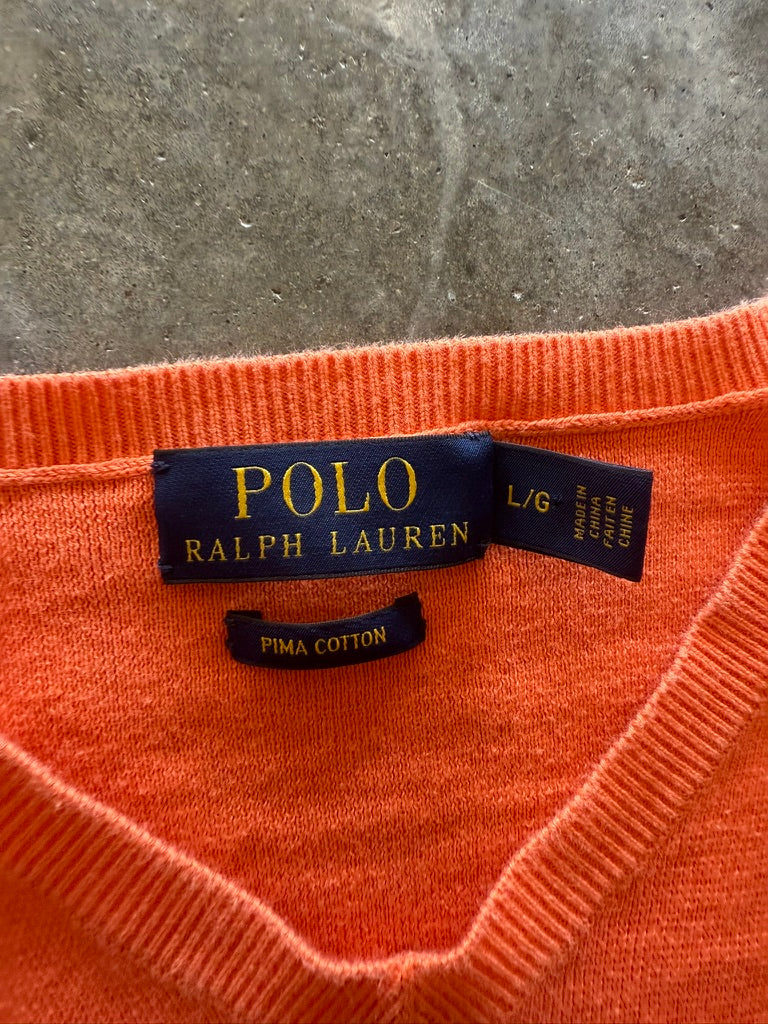 POLO
RALPH LAUREN
L/G
MADE IN
CHINA
FAIT EN
CHINE
PIMA COTTON